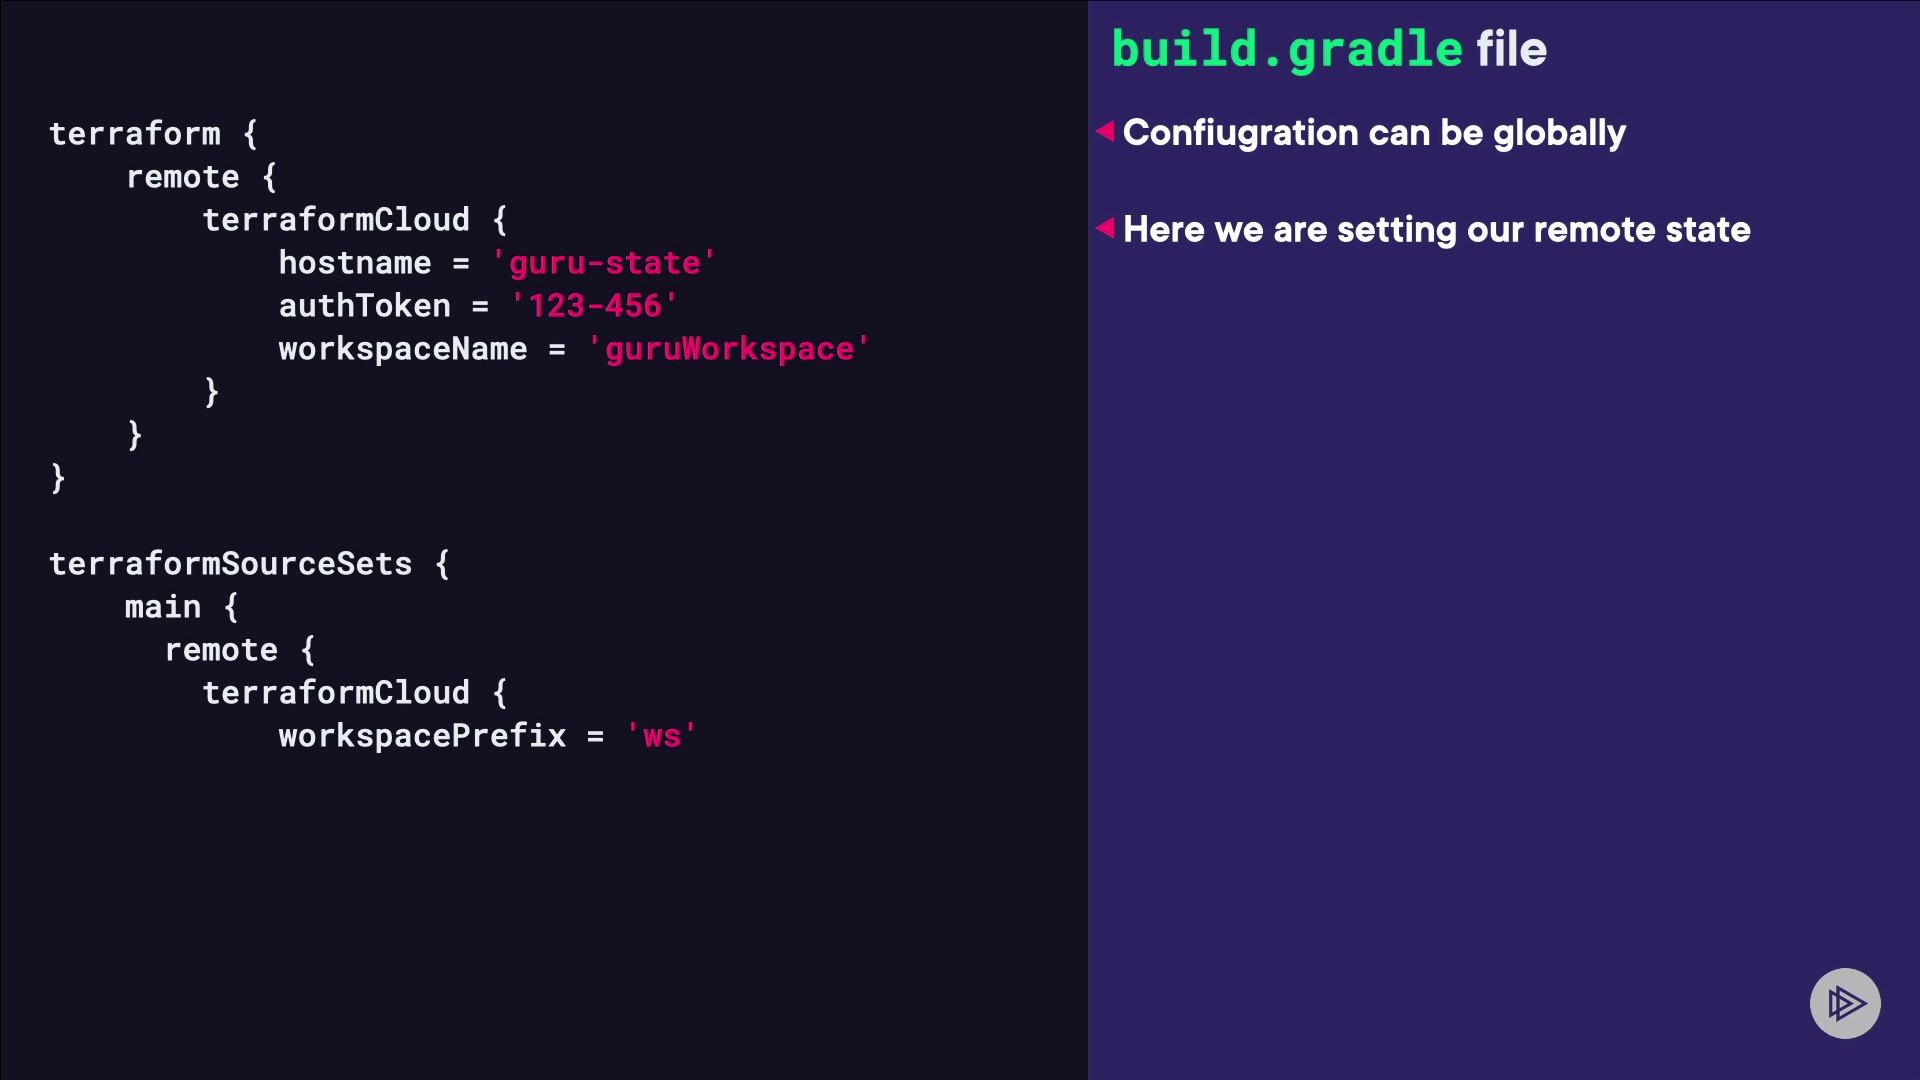 terraform {
remote {
terraformCloud {
hostname = 'guru-state'
authToken = '123-456'
workspaceName = 'guruWorkspace'
}
}
}
terraformSourceSets {
main {
remote {
terraformCloud {
workspacePrefix = 'ws'
build.gradle file
Confiugration can be globally
Here we are setting our remote state